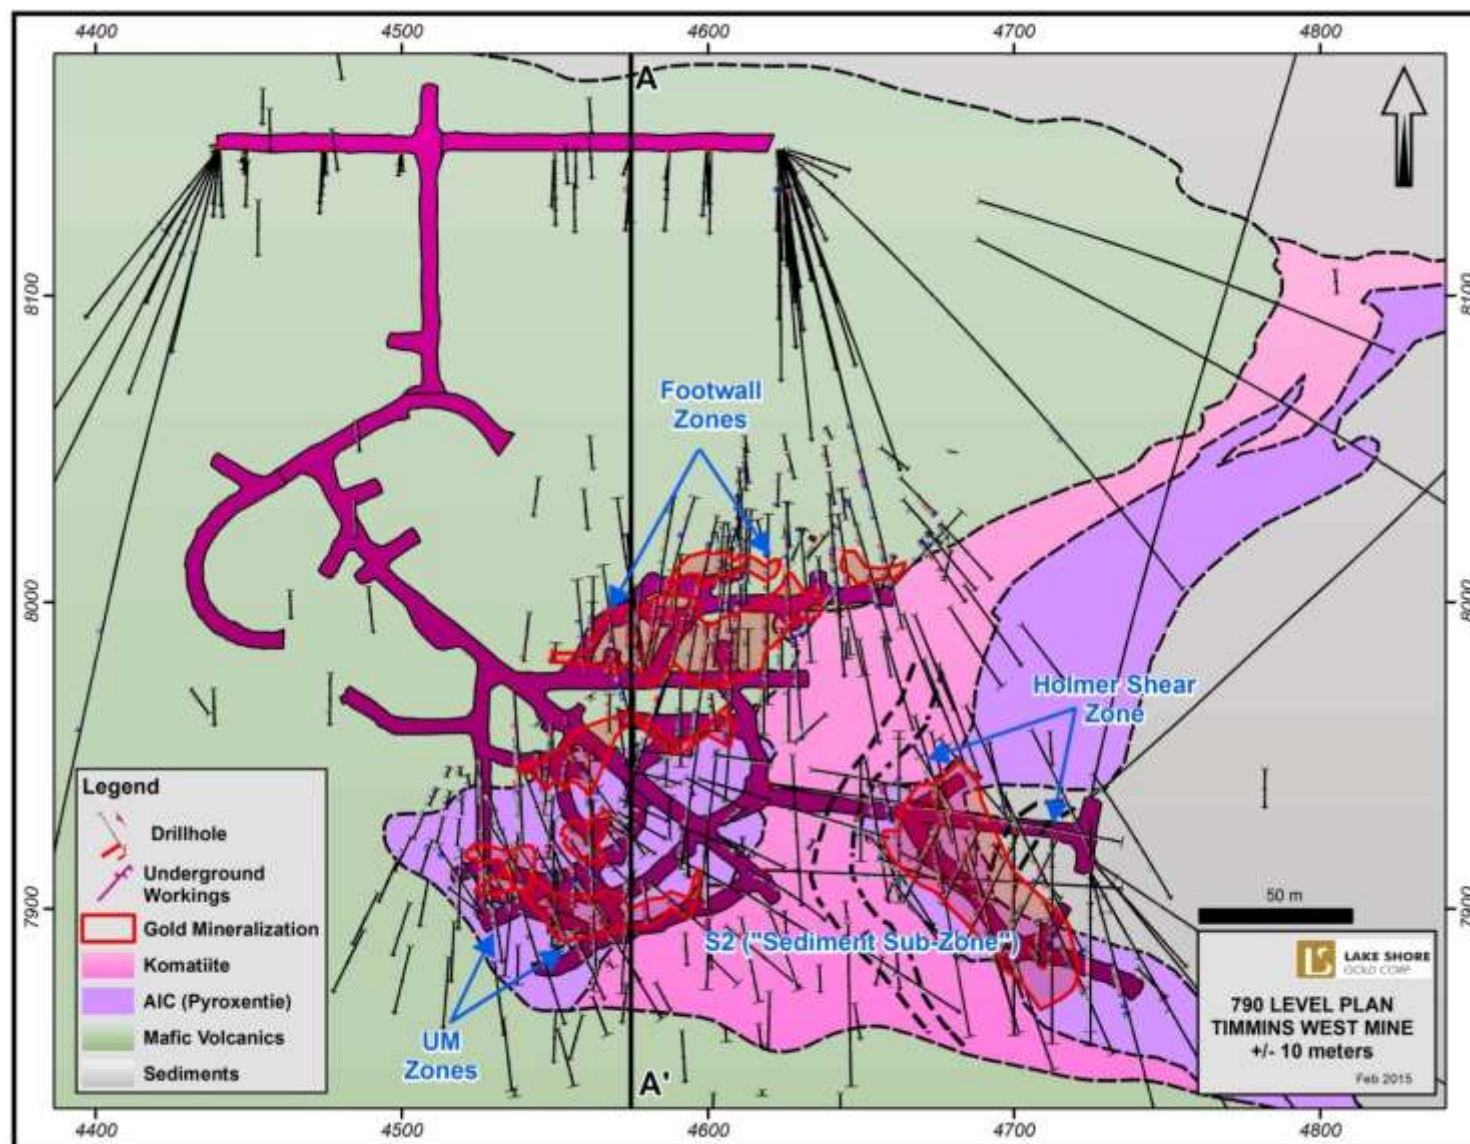 4400 4500 4600 4700 4800
A
8100 8100
Footwall
Zones
8000 8000
Holmer Shear
Zone
Legend
Drillhole
Underground
Workings
Gold Mineralization
Komatiite
AIC (Pyroxentie)
Mafic Volcanics
Sediments
7900 7900
50 m
S2 ("Sediment Sub-Zone")
LS LAKE SHORE
GOLD CORP
790 LEVEL PLAN
TIMMINS WEST MINE
+/- 10 meters
Feb 2015
UM
Zones
A'
4400 4500 4600 4700 4800